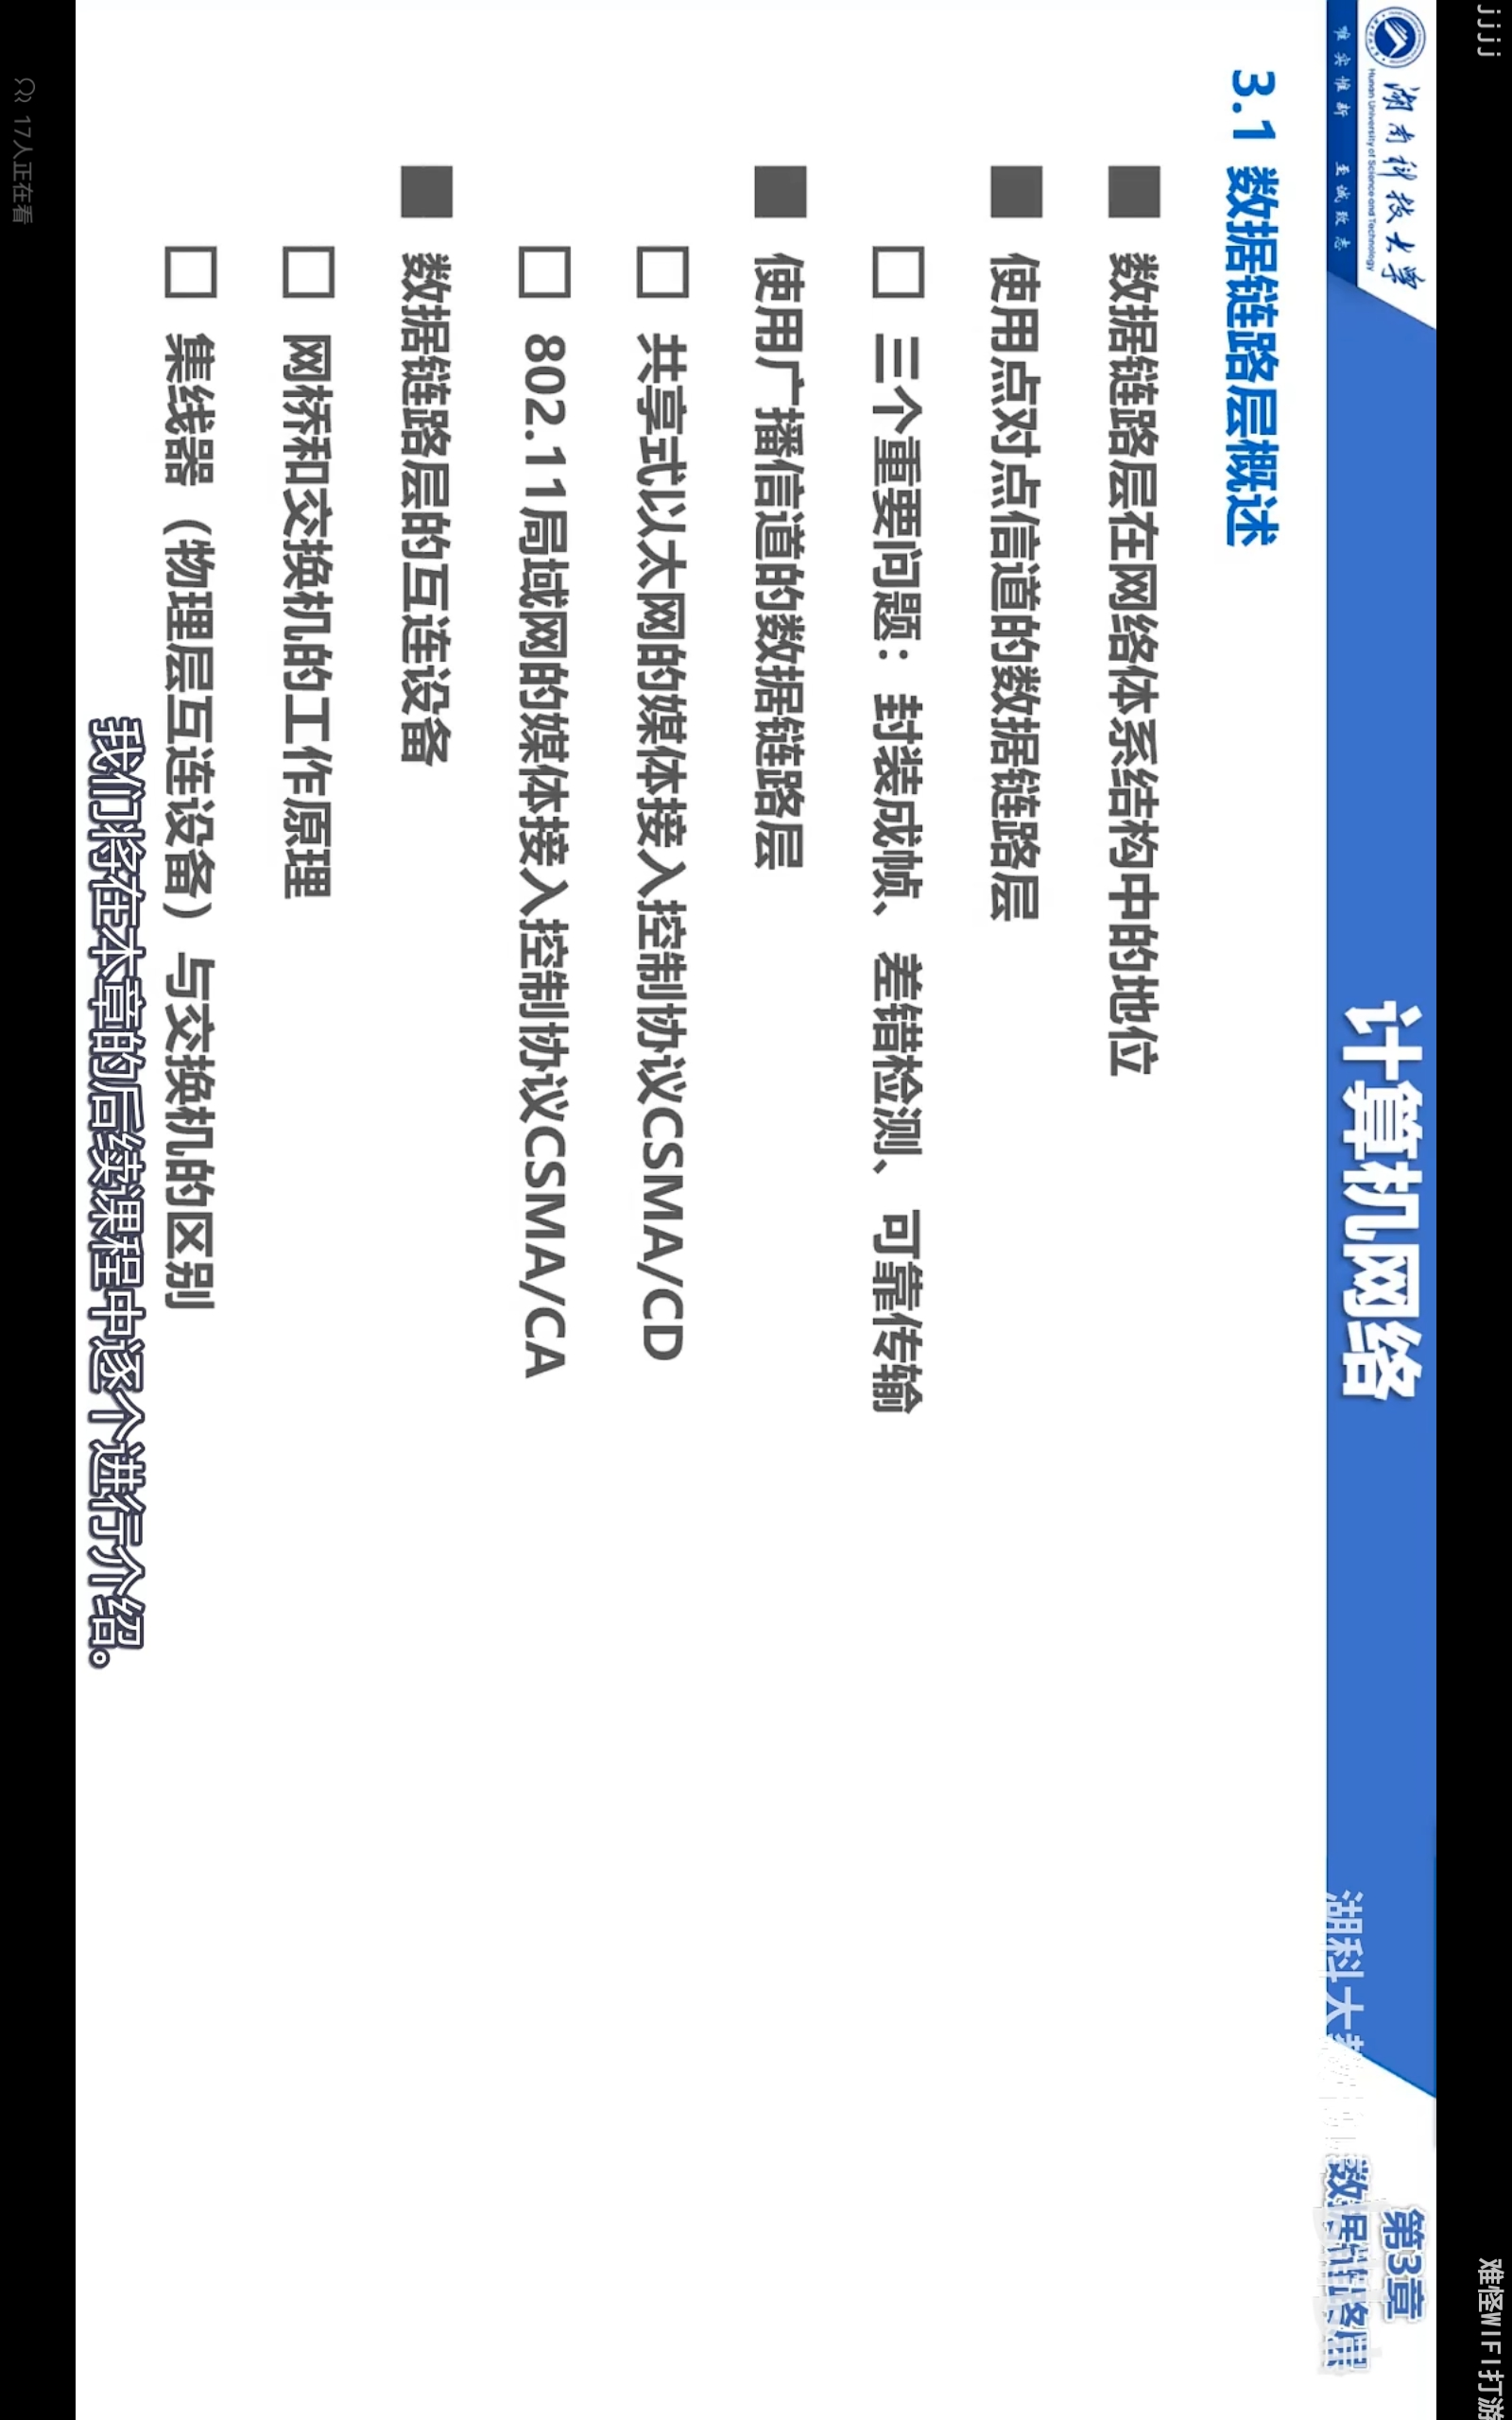 jjjj
难怪WIFI打游
湖南科技大学
Hunan University of Science and Technology
唯实惟新 至诚致志
计算机网络
湖科大
第3章
数据链路层
3.1 数据链路层概述
■ 数据链路层在网络体系结构中的地位
■ 使用点对点信道的数据链路层
□ 三个重要问题：封装成帧、差错检测、可靠传输
■ 使用广播信道的数据链路层
□ 共享式以太网的媒体接入控制协议CSMA/CD
□ 802.11局域网的媒体接入控制协议CSMA/CA
■ 数据链路层的互连设备
□ 网桥和交换机的工作原理
□ 集线器（物理层互连设备）与交换机的区别
我们将在本章的后续课程中逐个进行介绍。
17人正在看